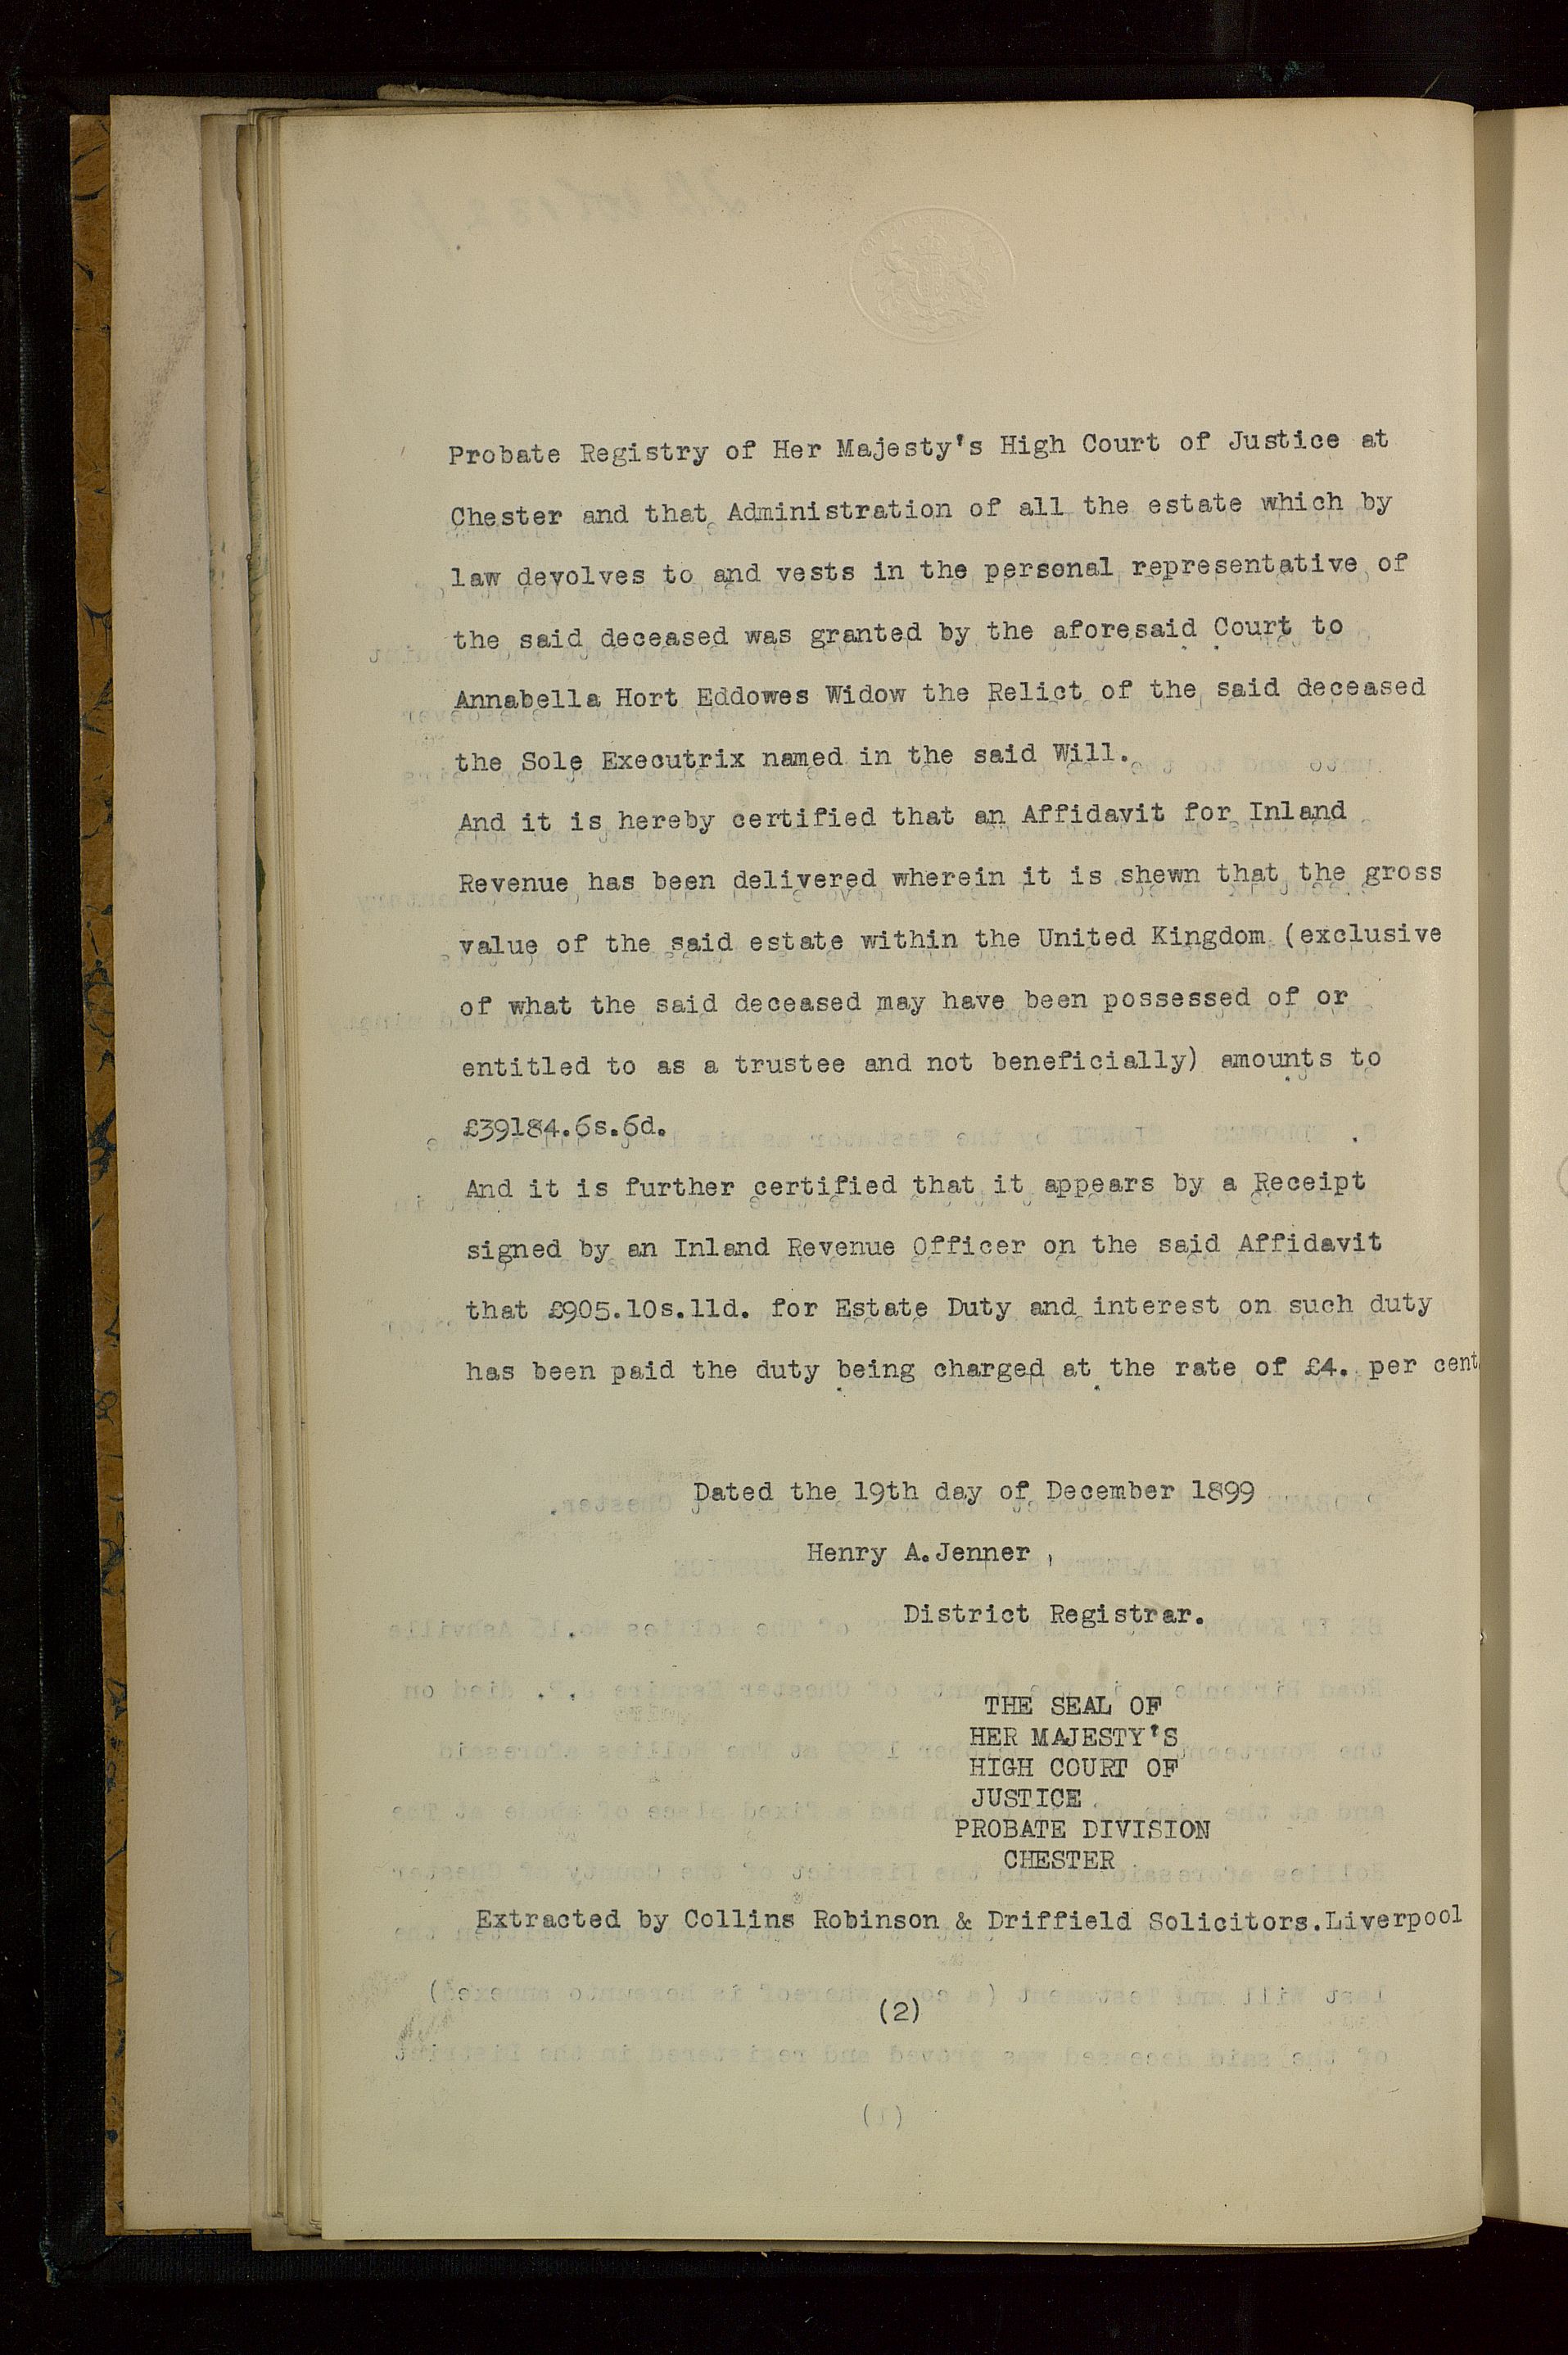 Probate Registry of Her Majesty's High Court of Justice at
Chester and that Administration of all the estate which by
law devolves to and vests in the personal representative of
the said deceased was granted by the aforesaid Court to
Annabella Hort Eddowes Widow the Relict of the said deceased
the Sole Executrix named in the said Will.
And it is hereby certified that an Affidavit for Inland
Revenue has been delivered wherein it is shewn that the gross
value of the said estate within the United Kingdom (exclusive
of what the said deceased may have been possessed of or
entitled to as a trustee and not beneficially) amounts to
£39184.6s.6d.
And it is further certified that it appears by a Receipt
signed by an Inland Revenue Officer on the said Affidavit
that £905.10s.11d. for Estate Duty and interest on such duty
has been paid the duty being charged at the rate of £4. per cent
Dated the 19th day of December 1899
Henry A.Jenner
District Registrar.
THE SEAL OF
HER MAJESTY'S
HIGH COURT OF
JUSTICE
PROBATE DIVISION
CHESTER
Extracted by Collins Robinson & Driffield Solicitors.Liverpool
(2)